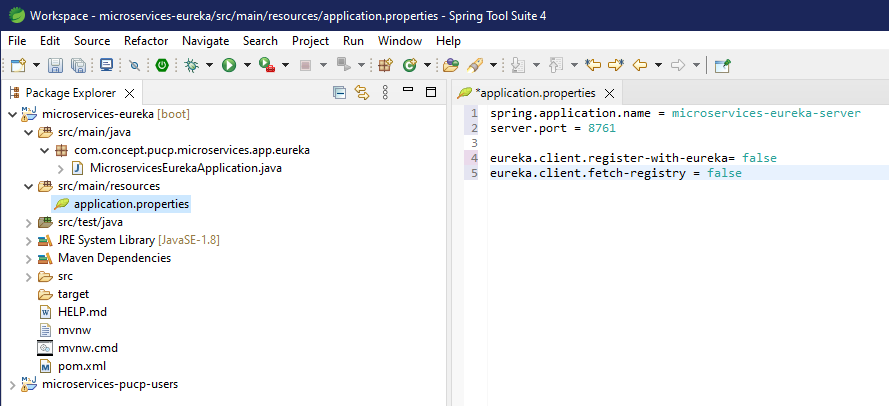 Workspace - microservices-eureka/src/main/resources/application.properties - Spring Tool Suite 4
File Edit Source Refactor Navigate Search Project Run Window Help
Package Explorer
microservices-eureka [boot]
src/main/java
com.concept.pucp.microservices.app.eureka
MicroservicesEurekaApplication.java
src/main/resources
application.properties
src/test/java
JRE System Library [JavaSE-1.8]
Maven Dependencies
src
target
HELP.md
mvnw
mvnw.cmd
pom.xml
microservices-pucp-users
*application.properties
1 spring.application.name = microservices-eureka-server
2 server.port = 8761
3
4 eureka.client.register-with-eureka= false
5 eureka.client.fetch-registry = false